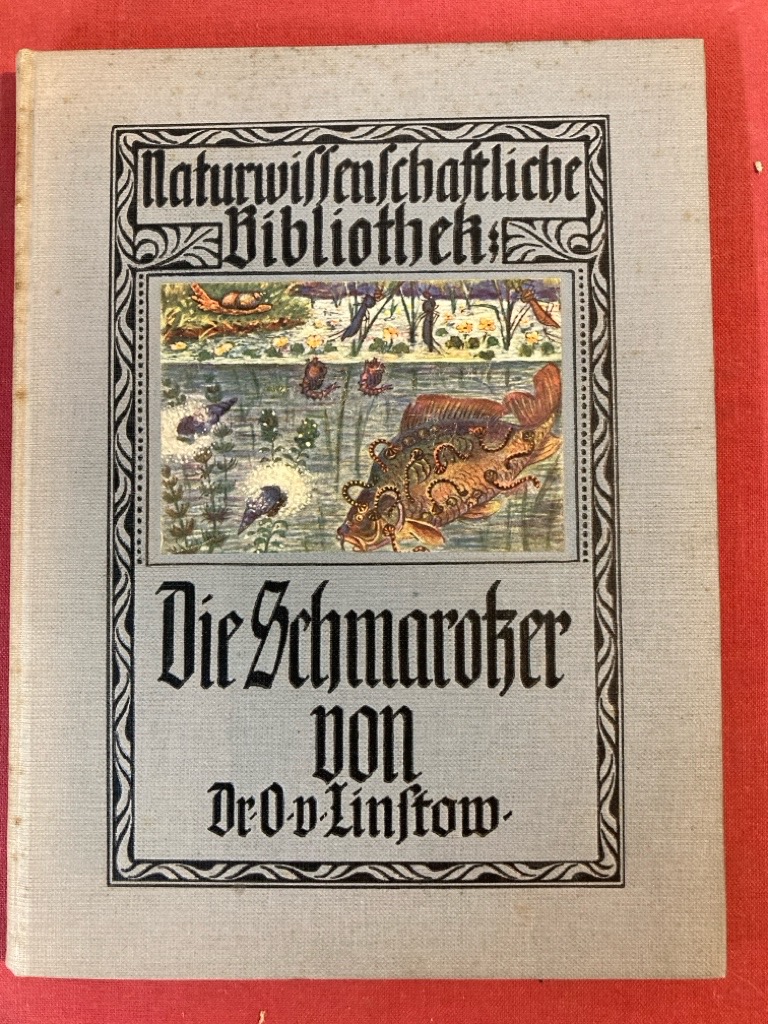 Naturwiſſenſchaftliche
Bibliothek:
Die Schmarotzer
von
Dr. O. v. Linſtow.